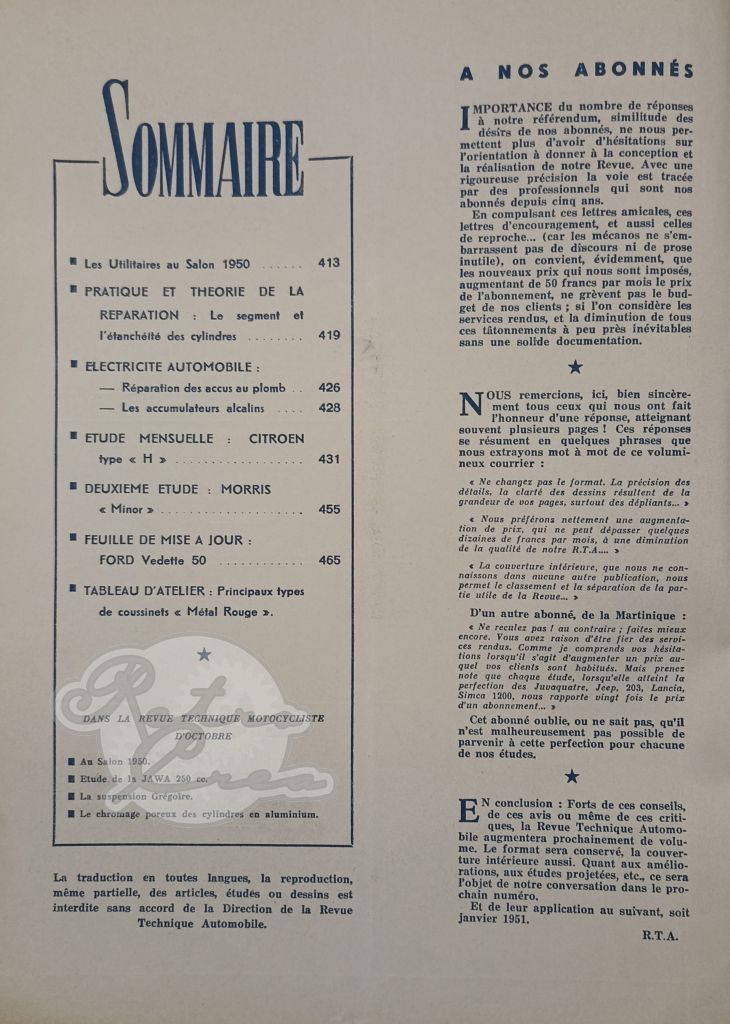 SOMMAIRE
■ Les Utilitaires au Salon 1950 ...... 413
■ PRATIQUE ET THEORIE DE LA
REPARATION : Le segment et
l'étanchéité des cylindres ........ 419
■ ELECTRICITE AUTOMOBILE :
— Réparation des accus au plomb .. 426
— Les accumulateurs alcalins .... 428
■ ETUDE MENSUELLE : CITROEN
type « H » ................... 431
■ DEUXIEME ETUDE : MORRIS
« Minor » ..................... 455
■ FEUILLE DE MISE A JOUR :
FORD Vedette 50 .............. 465
■ TABLEAU D'ATELIER : Principaux types
de coussinets « Métal Rouge ».
★
DANS LA REVUE TECHNIQUE MOTOCYCLISTE
D'OCTOBRE
■ Au Salon 1950.
■ Etude de la JAWA 250 cc.
■ La suspension Grégoire.
■ Le chromage poreux des cylindres en aluminium.
Retro Crea
La traduction en toutes langues, la reproduction,
même partielle, des articles, études ou dessins est
interdite sans accord de la Direction de la Revue
Technique Automobile.
A NOS ABONNÉS
IMPORTANCE du nombre de réponses
à notre référendum, similitude des
désirs de nos abonnés, ne nous per-
mettent plus d'avoir d'hésitations sur
l'orientation à donner à la conception et
la réalisation de notre Revue. Avec une
rigoureuse précision la voie est tracée
par des professionnels qui sont nos
abonnés depuis cinq ans.
En compulsant ces lettres amicales, ces
lettres d'encouragement, et aussi celles
de reproche... (car les mécanos ne s'em-
barrassent pas de discours ni de prose
inutile), on convient, évidemment, que
les nouveaux prix qui nous sont imposés,
augmentant de 50 francs par mois le prix
de l'abonnement, ne grèvent pas le bud-
get de nos clients ; si l'on considère les
services rendus, et la diminution de tous
ces tâtonnements à peu près inévitables
sans une solide documentation.
★
NOUS remercions, ici, bien sincère-
ment tous ceux qui nous ont fait
l'honneur d'une réponse, atteignant
souvent plusieurs pages ! Ces réponses
se résument en quelques phrases que
nous extrayons mot à mot de ce volumi-
neux courrier :
« Ne changez pas le format. La précision des
détails, la clarté des dessins résultent de la
grandeur de vos pages, surtout des dépliants... »
« Nous préférons nettement une augmenta-
tion de prix, qui ne peut dépasser quelques
dizaines de francs par mois, à une diminution
de la qualité de notre R.T.A.... »
« La couverture intérieure, que nous ne con-
naissons dans aucune autre publication, nous
permet le classement et la séparation de la par-
tie utile de la Revue... »
D'un autre abonné, de la Martinique :
« Ne reculez pas ! au contraire ; faites mieux
encore. Vous avez raison d'être fier des servi-
ces rendus. Comme je comprends vos hésita-
tions lorsqu'il s'agit d'augmenter un prix au-
quel vos clients sont habitués. Mais prenez
note que chaque étude, lorsqu'elle atteint la
perfection des Juvaquatre, Jeep, 203, Lancia,
Simca 1200, nous rapporte vingt fois le prix
d'un abonnement... »
Cet abonné oublie, ou ne sait pas, qu'il
n'est malheureusement pas possible de
parvenir à cette perfection pour chacune
de nos études.
★
EN conclusion : Forts de ces conseils,
de ces avis ou même de ces criti-
ques, la Revue Technique Automo-
bile augmentera prochainement de volu-
me. Le format sera conservé, la couver-
ture intérieure aussi. Quant aux amélio-
rations, aux études projetées, etc., ce sera
l'objet de notre conversation dans le pro-
chain numéro.
Et de leur application au suivant, soit
janvier 1951.
R.T.A.